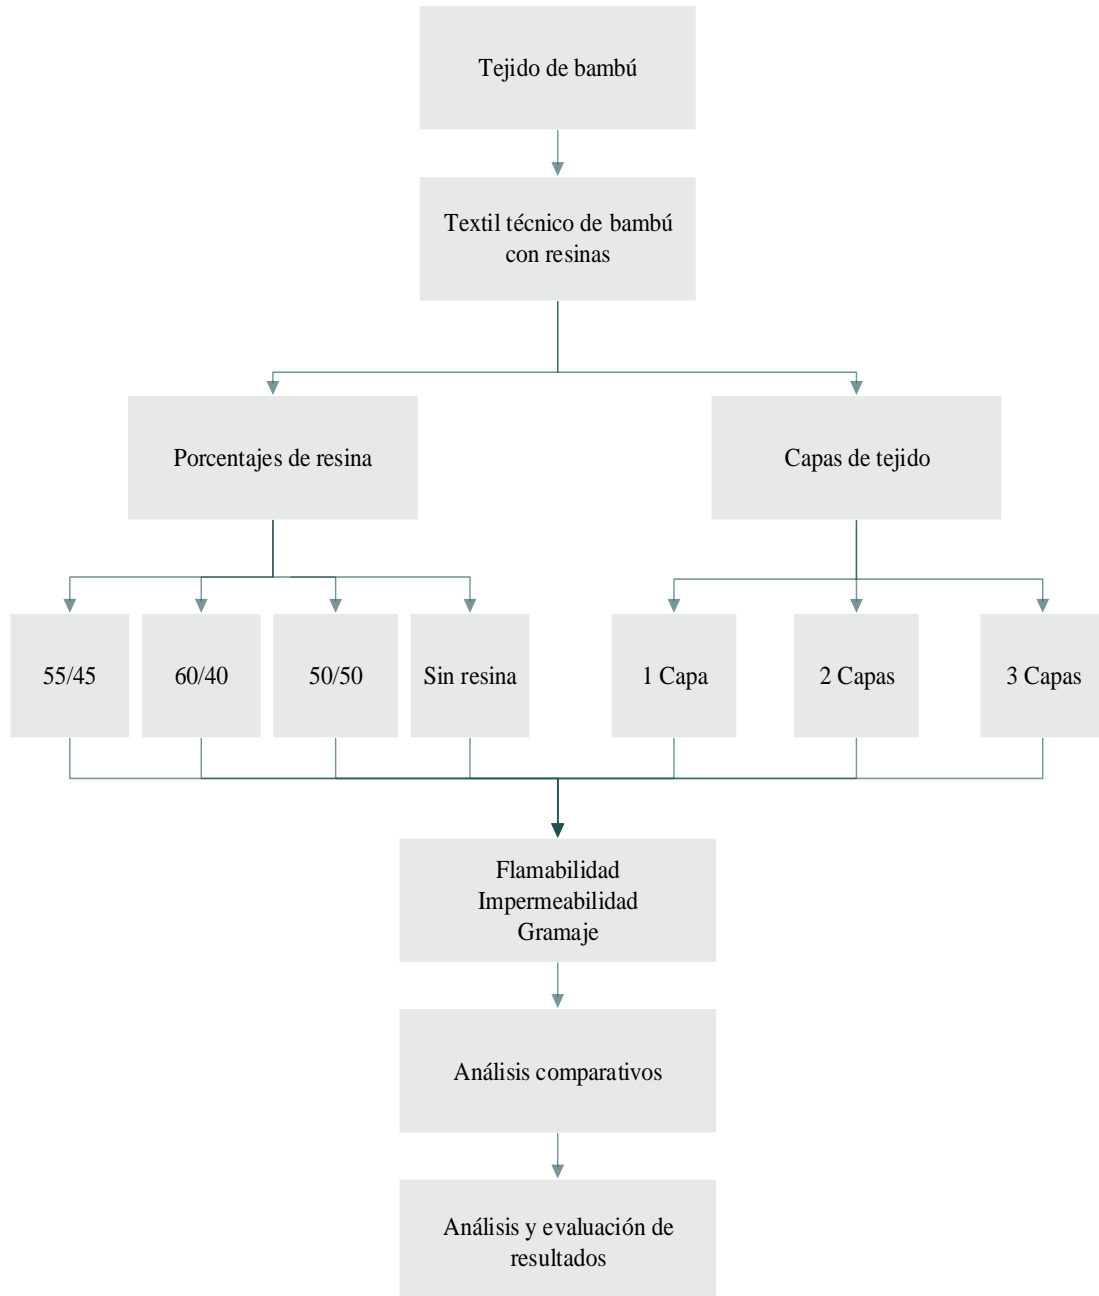 Tejido de bambú
Textil técnico de bambú
con resinas
Porcentajes de resina
Capas de tejido
55/45
60/40
50/50
Sin resina
1 Capa
2 Capas
3 Capas
Flamabilidad
Impermeabilidad
Gramaje
Análisis comparativos
Análisis y evaluación de
resultados